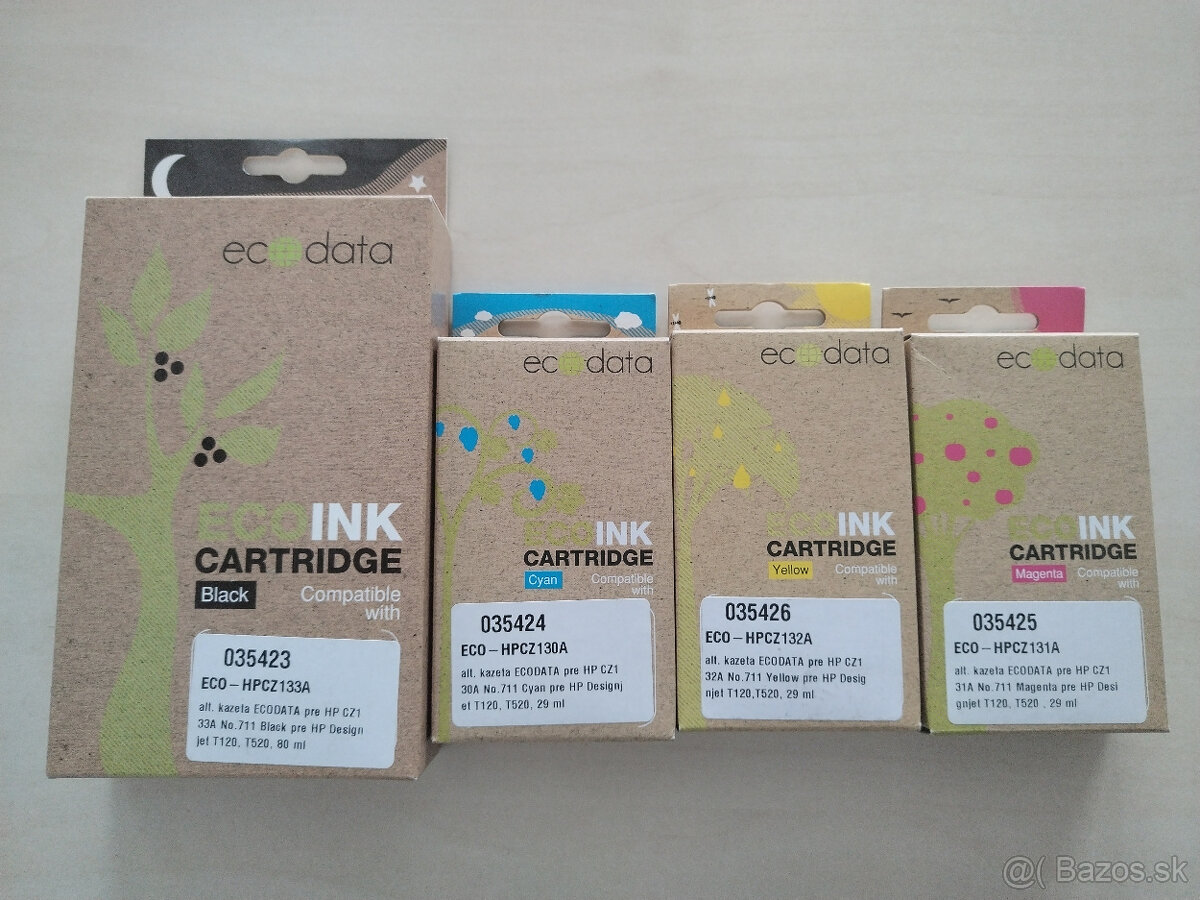 ecodata
ECOINK
CARTRIDGE
Black
Compatible
with
035423
ECO-HPCZ133A
alt. kazeta ECODATA pre HP CZ1
33A No.711 Black pre HP Design
jet T120, T520, 80 ml
ecodata
ECOINK
CARTRIDGE
Cyan
Compatible
with
035424
ECO-HPCZ130A
alt. kazeta ECODATA pre HP CZ1
30A No.711 Cyan pre HP Designj
et T120, T520, 29 ml
ecodata
ECOINK
CARTRIDGE
Yellow
Compatible
with
035426
ECO-HPCZ132A
alt. kazeta ECODATA pre HP CZ1
32A No.711 Yellow pre HP Desig
njet T120,T520, 29 ml
ecodata
ECOINK
CARTRIDGE
Magenta
Compatible
with
035425
ECO-HPCZ131A
alt. kazeta ECODATA pre HP CZ1
31A No.711 Magenta pre HP Desi
gnjet T120, T520 , 29 ml
@( Bazos.sk